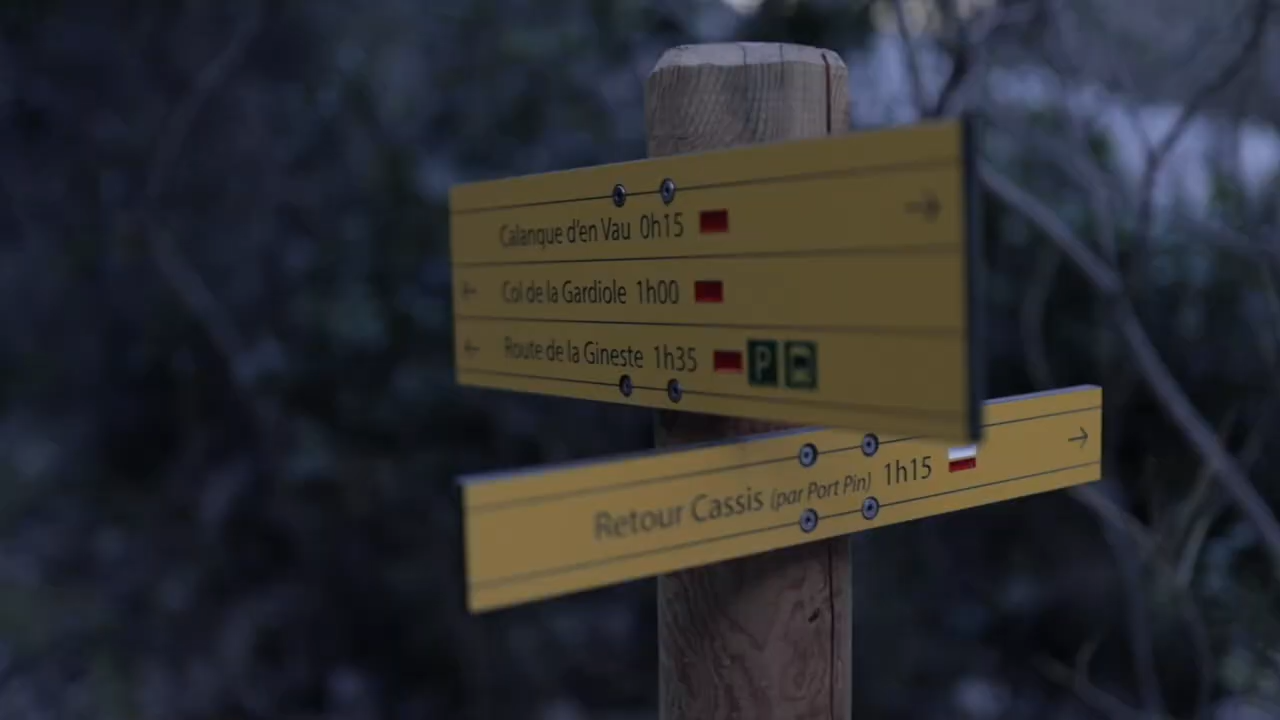 Calanque d'en Vau 0h15 →
← Col de la Gardiole 1h00
← Route de la Gineste 1h35 P
Retour Cassis (par Port Pin) 1h15 →